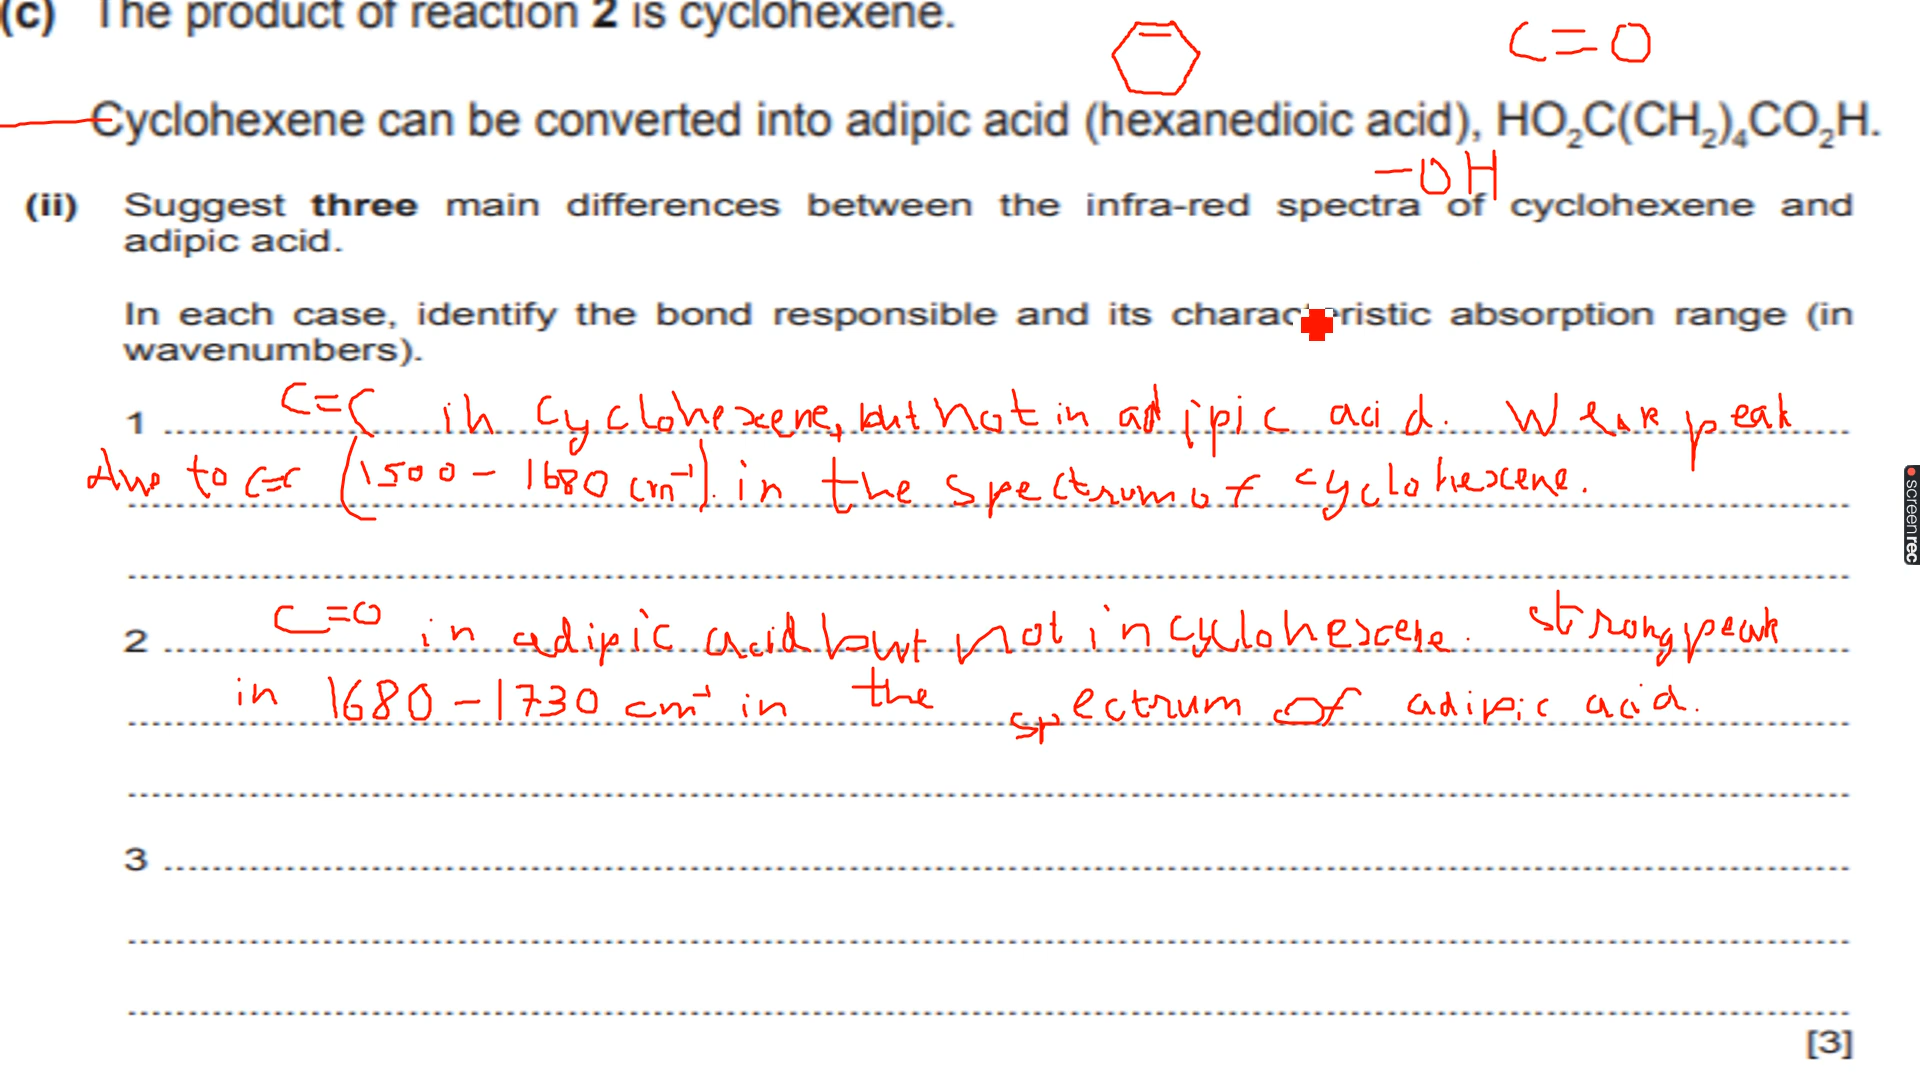 (c) The product of reaction 2 is cyclohexene.
C=O
Cyclohexene can be converted into adipic acid (hexanedioic acid), HO₂C(CH₂)₄CO₂H.
-OH
(ii) Suggest three main differences between the infra-red spectra of cyclohexene and
adipic acid.
In each case, identify the bond responsible and its characteristic absorption range (in
wavenumbers).
1 C=C in cyclohexene, but not in adipic acid. Weak peak
due to C=C (1500 - 1680 cm⁻¹). in the spectrum of cyclohexene.
2 C=O in adipic acid but not in cyclohexene. strong peak
in 1680 - 1730 cm⁻¹ in the spectrum of adipic acid.
3
[3]
screenrec